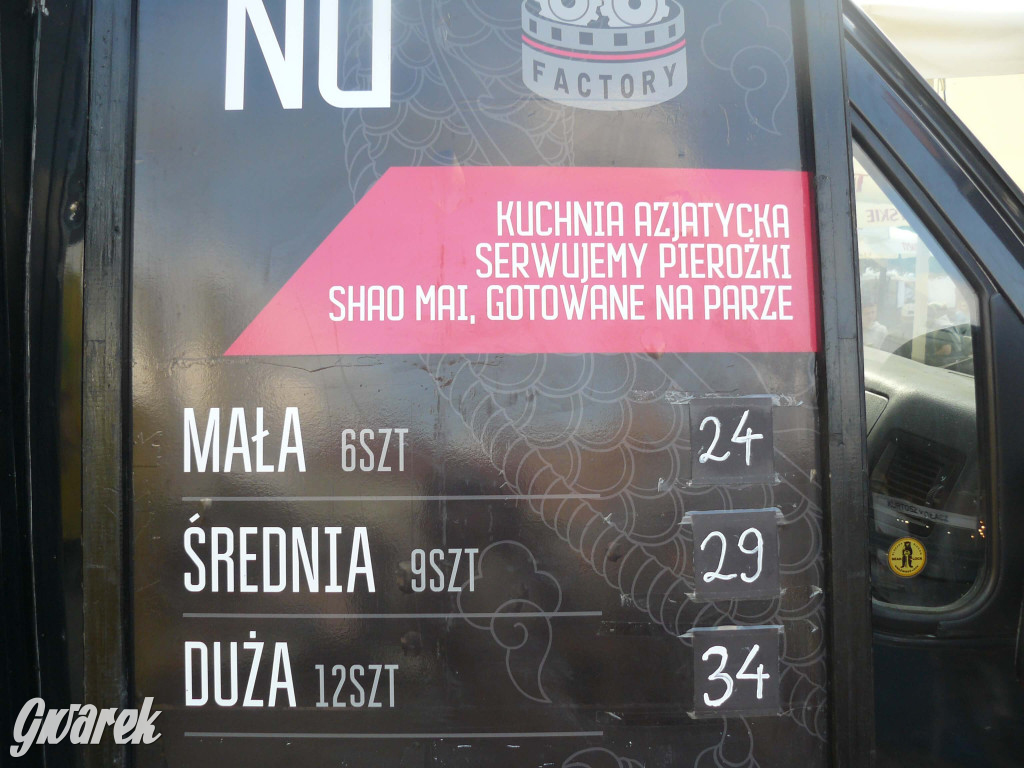 NU
FACTORY
KUCHNIA AZJATYCKA
SERWUJEMY PIEROŻKI
SHAO MAI, GOTOWANE NA PARZE
MAŁA 6SZT 24
ŚREDNIA 9SZT 29
DUŻA 12SZT 34
Gwarek